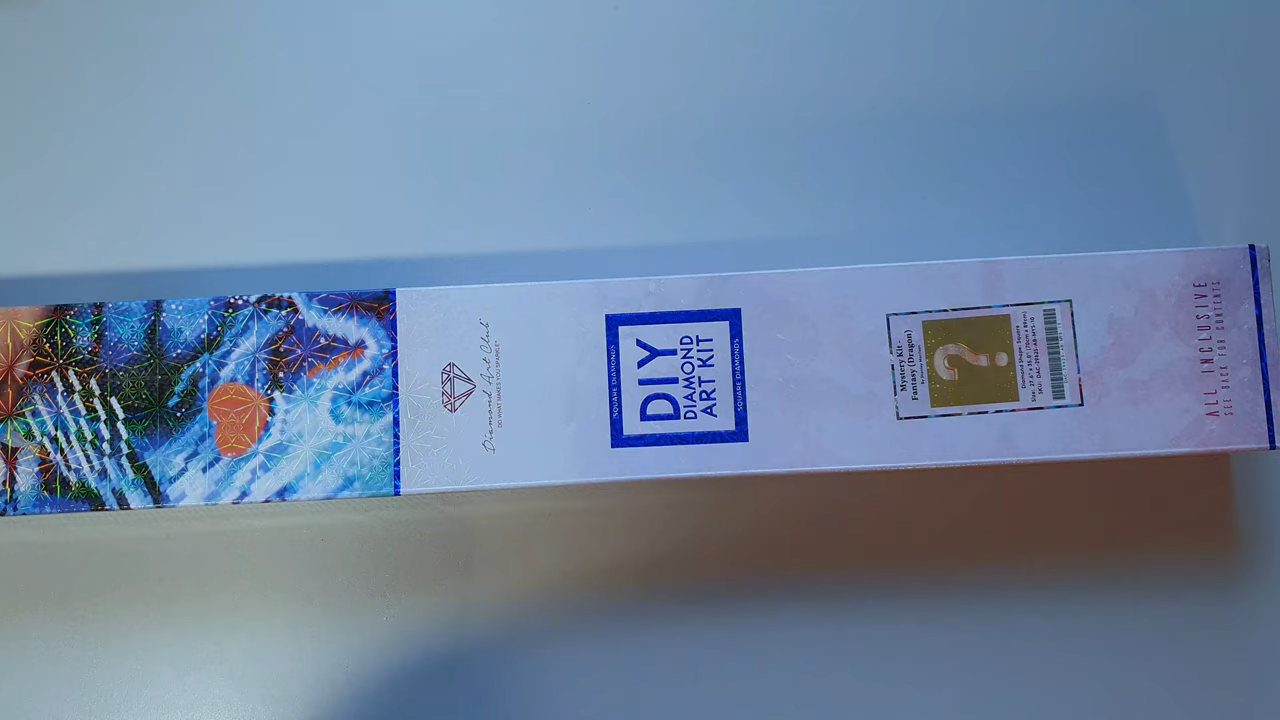 Diamond Art Club
DO WHAT MAKES YOU SPARKLE
SQUARE DIAMONDS
DIY
DIAMOND
ART KIT
SQUARE DIAMONDS
Mystery Kit -
Fantasy (Dragon)
?
Diamond Shape: Square
ALL INCLUSIVE
SEE BACK FOR CONTENTS